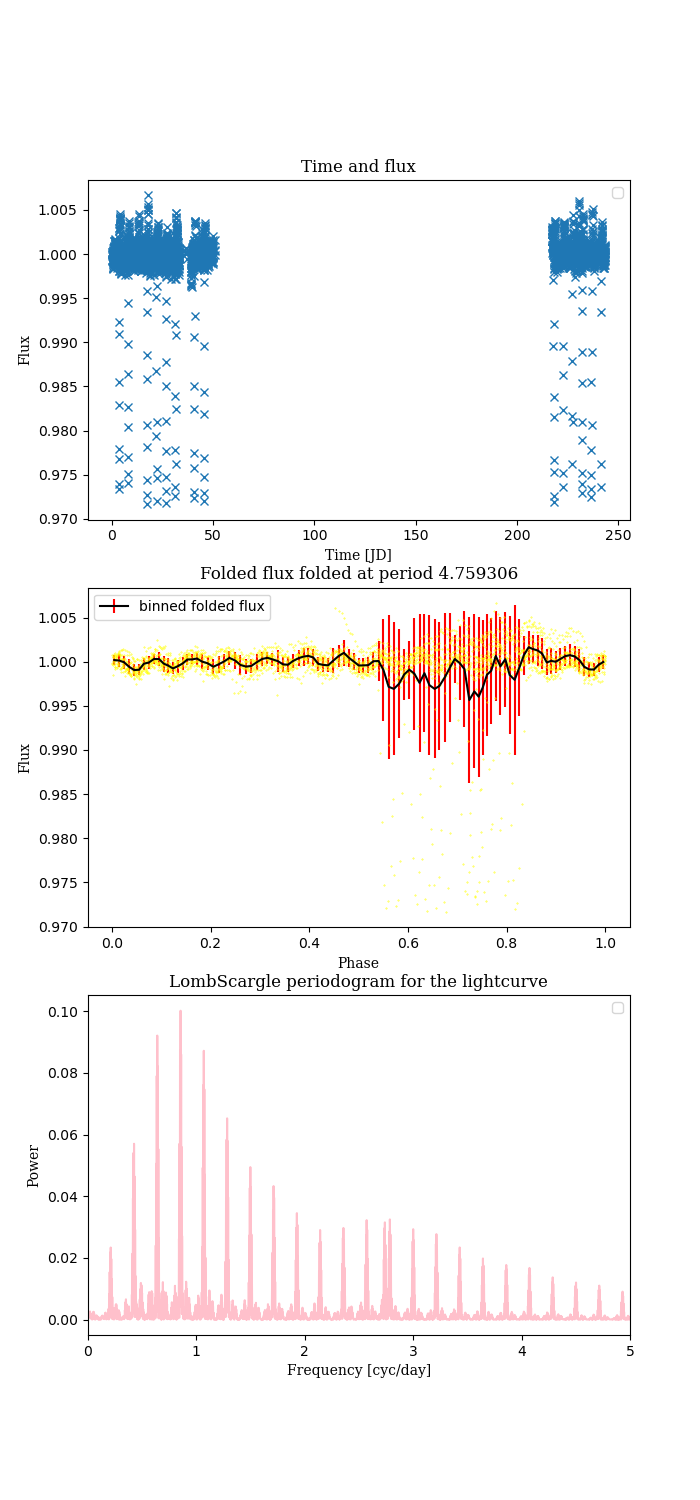 Time and flux
1.005
1.000
0.995
0.990
0.985
0.980
0.975
0.970
Flux
0 50 100 150 200 250
Time [JD]
Folded flux folded at period 4.759306
binned folded flux
1.005
1.000
0.995
0.990
0.985
0.980
0.975
0.970
Flux
0.0 0.2 0.4 0.6 0.8 1.0
Phase
LombScargle periodogram for the lightcurve
0.10
0.08
0.06
0.04
0.02
0.00
Power
0 1 2 3 4 5
Frequency [cyc/day]